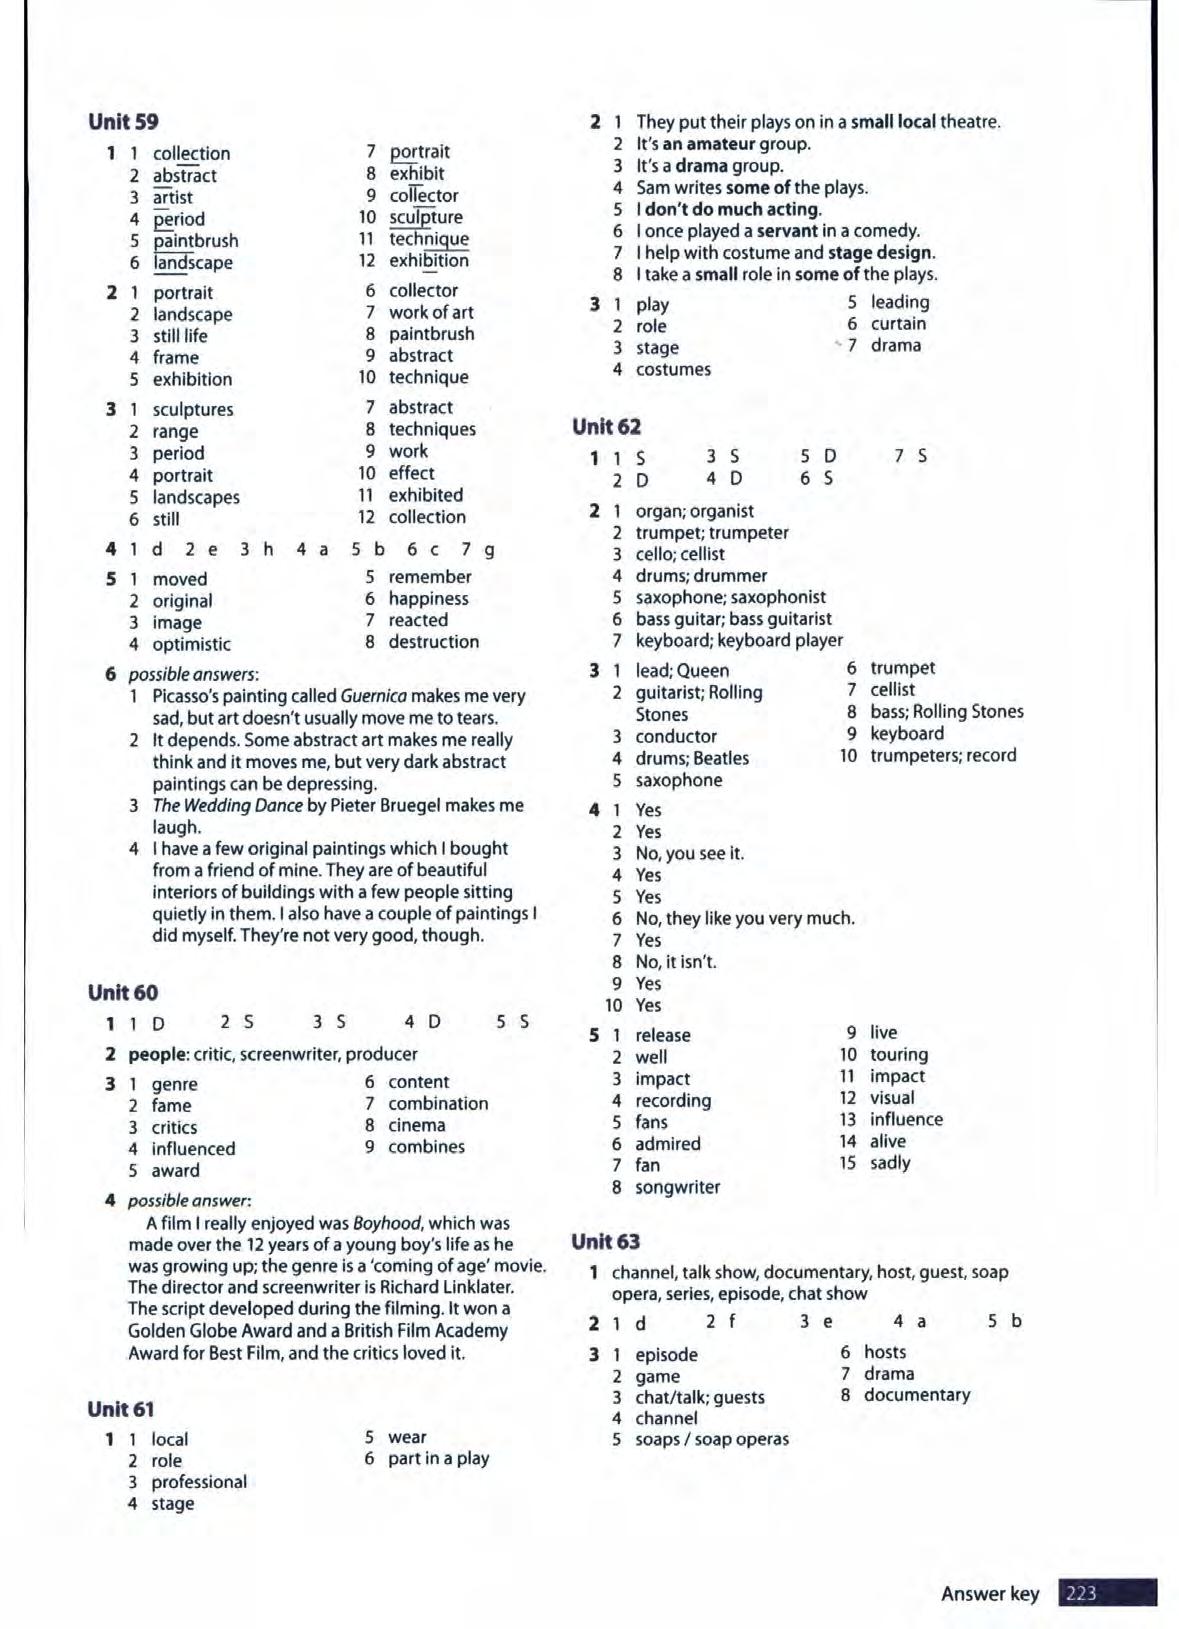 Unit 59
1 1 collection
2 abstract
3 artist
4 period
5 paintbrush
6 landscape
7 portrait
8 exhibit
9 collector
10 sculpture
11 technique
12 exhibition
2 1 portrait
2 landscape
3 still life
4 frame
5 exhibition
6 collector
7 work of art
8 paintbrush
9 abstract
10 technique
3 1 sculptures
2 range
3 period
4 portrait
5 landscapes
6 still
7 abstract
8 techniques
9 work
10 effect
11 exhibited
12 collection
4 1 d 2 e 3 h 4 a 5 b 6 c 7 g
5 1 moved
2 original
3 image
4 optimistic
5 remember
6 happiness
7 reacted
8 destruction
6 possible answers:
1 Picasso's painting called Guernica makes me very
sad, but art doesn't usually move me to tears.
2 It depends. Some abstract art makes me really
think and it moves me, but very dark abstract
paintings can be depressing.
3 The Wedding Dance by Pieter Bruegel makes me
laugh.
4 I have a few original paintings which I bought
from a friend of mine. They are of beautiful
interiors of buildings with a few people sitting
quietly in them. I also have a couple of paintings I
did myself. They're not very good, though.
Unit 60
1 1 D 2 S 3 S 4 D 5 S
2 people: critic, screenwriter, producer
3 1 genre
2 fame
3 critics
4 influenced
5 award
6 content
7 combination
8 cinema
9 combines
4 possible answer:
A film I really enjoyed was Boyhood, which was
made over the 12 years of a young boy's life as he
was growing up; the genre is a 'coming of age' movie.
The director and screenwriter is Richard Linklater.
The script developed during the filming. It won a
Golden Globe Award and a British Film Academy
Award for Best Film, and the critics loved it.
Unit 61
1 1 local
2 role
3 professional
4 stage
5 wear
6 part in a play
2 1 They put their plays on in a small local theatre.
2 It's an amateur group.
3 It's a drama group.
4 Sam writes some of the plays.
5 I don't do much acting.
6 I once played a servant in a comedy.
7 I help with costume and stage design.
8 I take a small role in some of the plays.
3 1 play
2 role
3 stage
4 costumes
5 leading
6 curtain
7 drama
Unit 62
1 1 S 3 S 5 D 7 S
2 D 4 D 6 S
2 1 organ; organist
2 trumpet; trumpeter
3 cello; cellist
4 drums; drummer
5 saxophone; saxophonist
6 bass guitar; bass guitarist
7 keyboard; keyboard player
3 1 lead; Queen
2 guitarist; Rolling
Stones
3 conductor
4 drums; Beatles
5 saxophone
6 trumpet
7 cellist
8 bass; Rolling Stones
9 keyboard
10 trumpeters; record
4 1 Yes
2 Yes
3 No, you see it.
4 Yes
5 Yes
6 No, they like you very much.
7 Yes
8 No, it isn't.
9 Yes
10 Yes
5 1 release
2 well
3 impact
4 recording
5 fans
6 admired
7 fan
8 songwriter
9 live
10 touring
11 impact
12 visual
13 influence
14 alive
15 sadly
Unit 63
1 channel, talk show, documentary, host, guest, soap
opera, series, episode, chat show
2 1 d 2 f 3 e 4 a 5 b
3 1 episode
2 game
3 chat/talk; guests
4 channel
5 soaps / soap operas
6 hosts
7 drama
8 documentary
Answer key 223